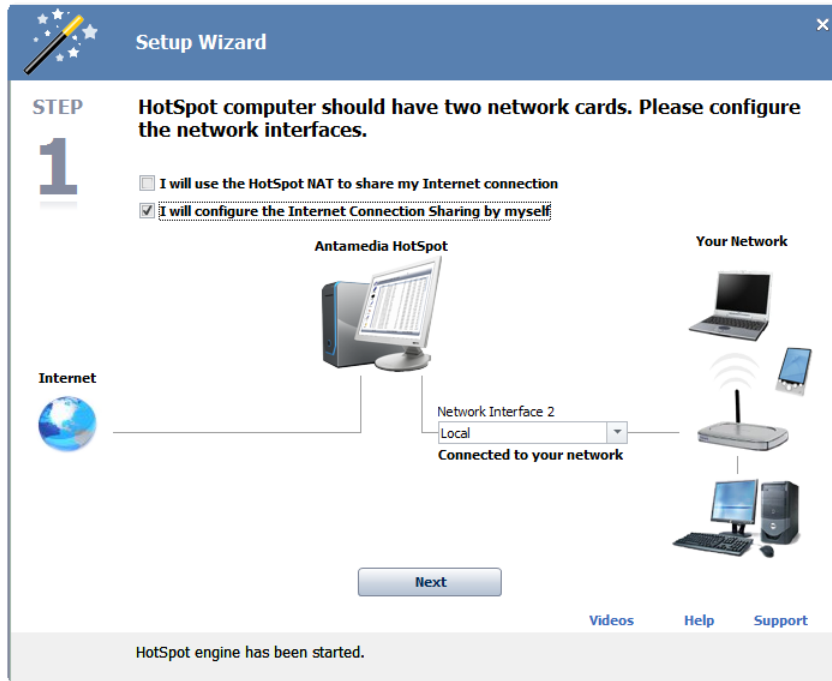 Setup Wizard
STEP
1
HotSpot computer should have two network cards. Please configure
the network interfaces.
I will use the HotSpot NAT to share my Internet connection
I will configure the Internet Connection Sharing by myself
Antamedia HotSpot
Your Network
Internet
Network Interface 2
Local
Connected to your network
Next
Videos Help Support
HotSpot engine has been started.